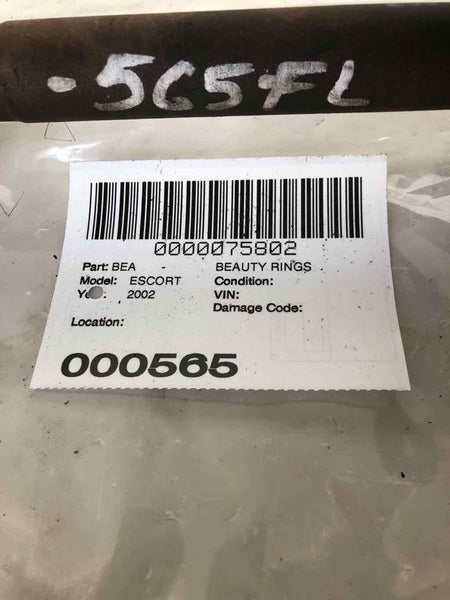 -565FL
0000075802
Part: BEA - BEAUTY RINGS
Model: ESCORT Condition:
2002 VIN:
Damage Code:
Location:
000565